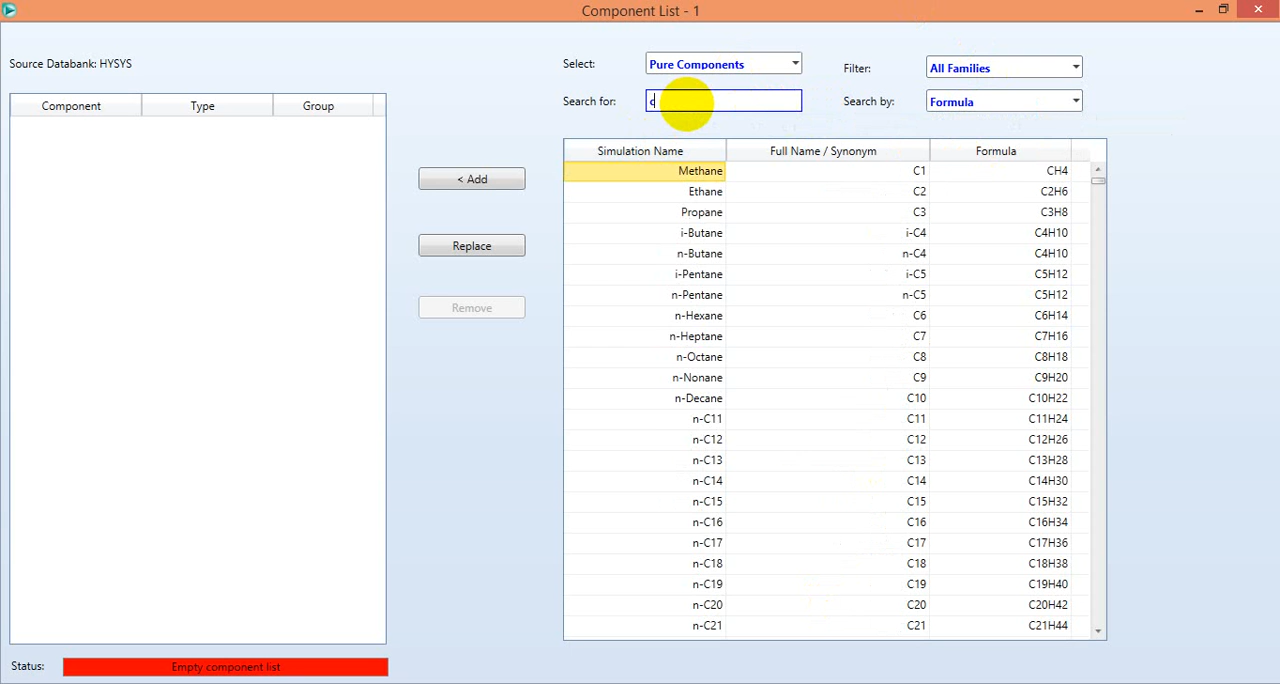 Component List - 1
Source Databank: HYSYS
Select: Pure Components Filter: All Families
Search for: c Search by: Formula
Component Type Group
< Add
Replace
Remove
Simulation Name Full Name / Synonym Formula
Methane C1 CH4
Ethane C2 C2H6
Propane C3 C3H8
i-Butane i-C4 C4H10
n-Butane n-C4 C4H10
i-Pentane i-C5 C5H12
n-Pentane n-C5 C5H12
n-Hexane C6 C6H14
n-Heptane C7 C7H16
n-Octane C8 C8H18
n-Nonane C9 C9H20
n-Decane C10 C10H22
n-C11 C11 C11H24
n-C12 C12 C12H26
n-C13 C13 C13H28
n-C14 C14 C14H30
n-C15 C15 C15H32
n-C16 C16 C16H34
n-C17 C17 C17H36
n-C18 C18 C18H38
n-C19 C19 C19H40
n-C20 C20 C20H42
n-C21 C21 C21H44
Status: Empty component list